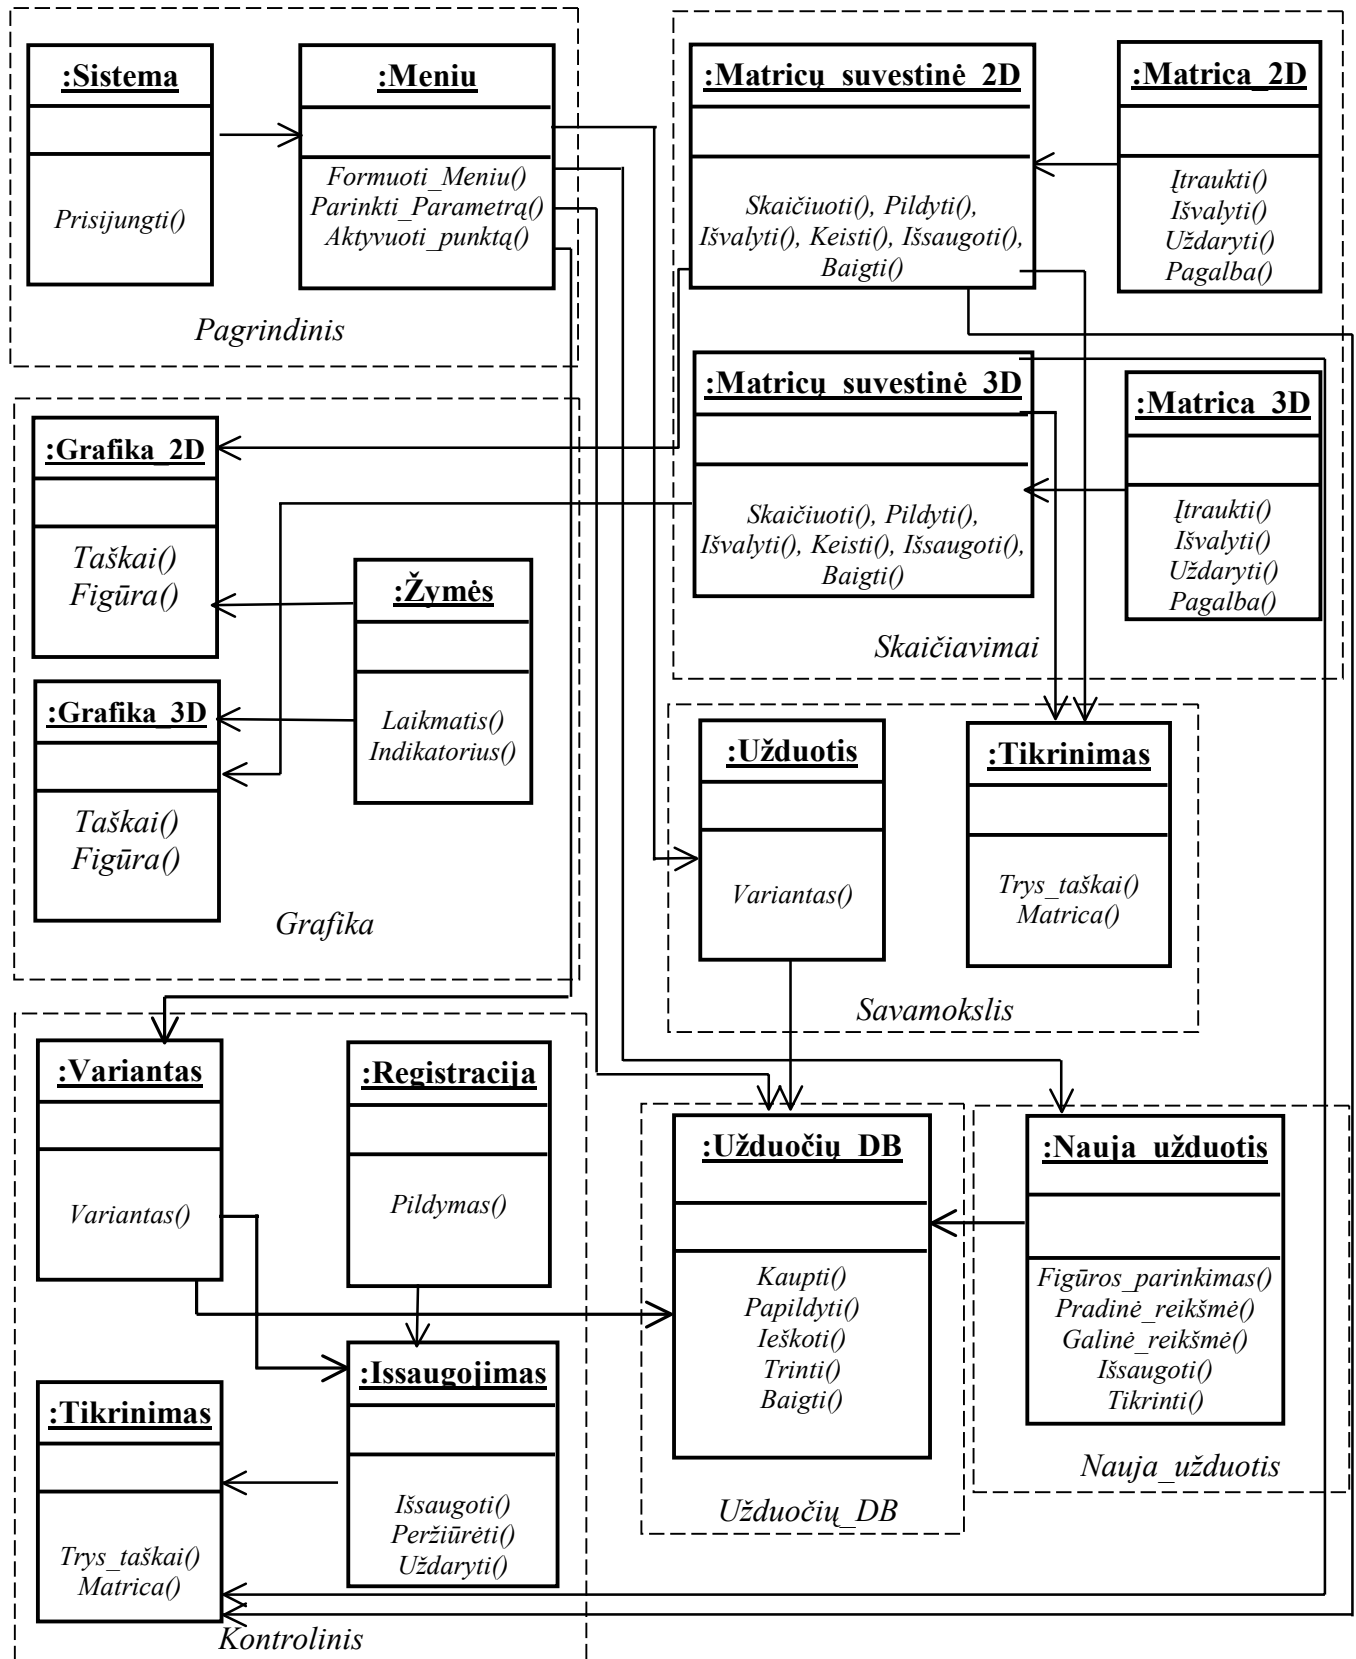 :Sistema
Prisijungti()
:Meniu
Formuoti_Meniu()
Parinkti_Parametrą()
Aktyvuoti_punktą()
Pagrindinis
:Matricų_suvestinė_2D
Skaičiuoti(), Pildyti(),
Išvalyti(), Keisti(), Išsaugoti(),
Baigti()
:Matrica_2D
Įtraukti()
Išvalyti()
Uždaryti()
Pagalba()
:Matricų_suvestinė_3D
Skaičiuoti(), Pildyti(),
Išvalyti(), Keisti(), Išsaugoti(),
Baigti()
:Matrica_3D
Įtraukti()
Išvalyti()
Uždaryti()
Pagalba()
Skaičiavimai
:Grafika_2D
Taškai()
Figūra()
:Žymės
Laikmatis()
Indikatorius()
:Grafika_3D
Taškai()
Figūra()
Grafika
:Užduotis
Variantas()
:Tikrinimas
Trys_taškai()
Matrica()
Savamokslis
:Variantas
Variantas()
:Registracija
Pildymas()
:Issaugojimas
Išsaugoti()
Peržiūrėti()
Uždaryti()
:Tikrinimas
Trys_taškai()
Matrica()
Kontrolinis
:Užduočių_DB
Kaupti()
Papildyti()
Ieškoti()
Trinti()
Baigti()
Užduočių_DB
:Nauja_užduotis
Figūros_parinkimas()
Pradinė_reikšmė()
Galinė_reikšmė()
Išsaugoti()
Tikrinti()
Nauja_užduotis